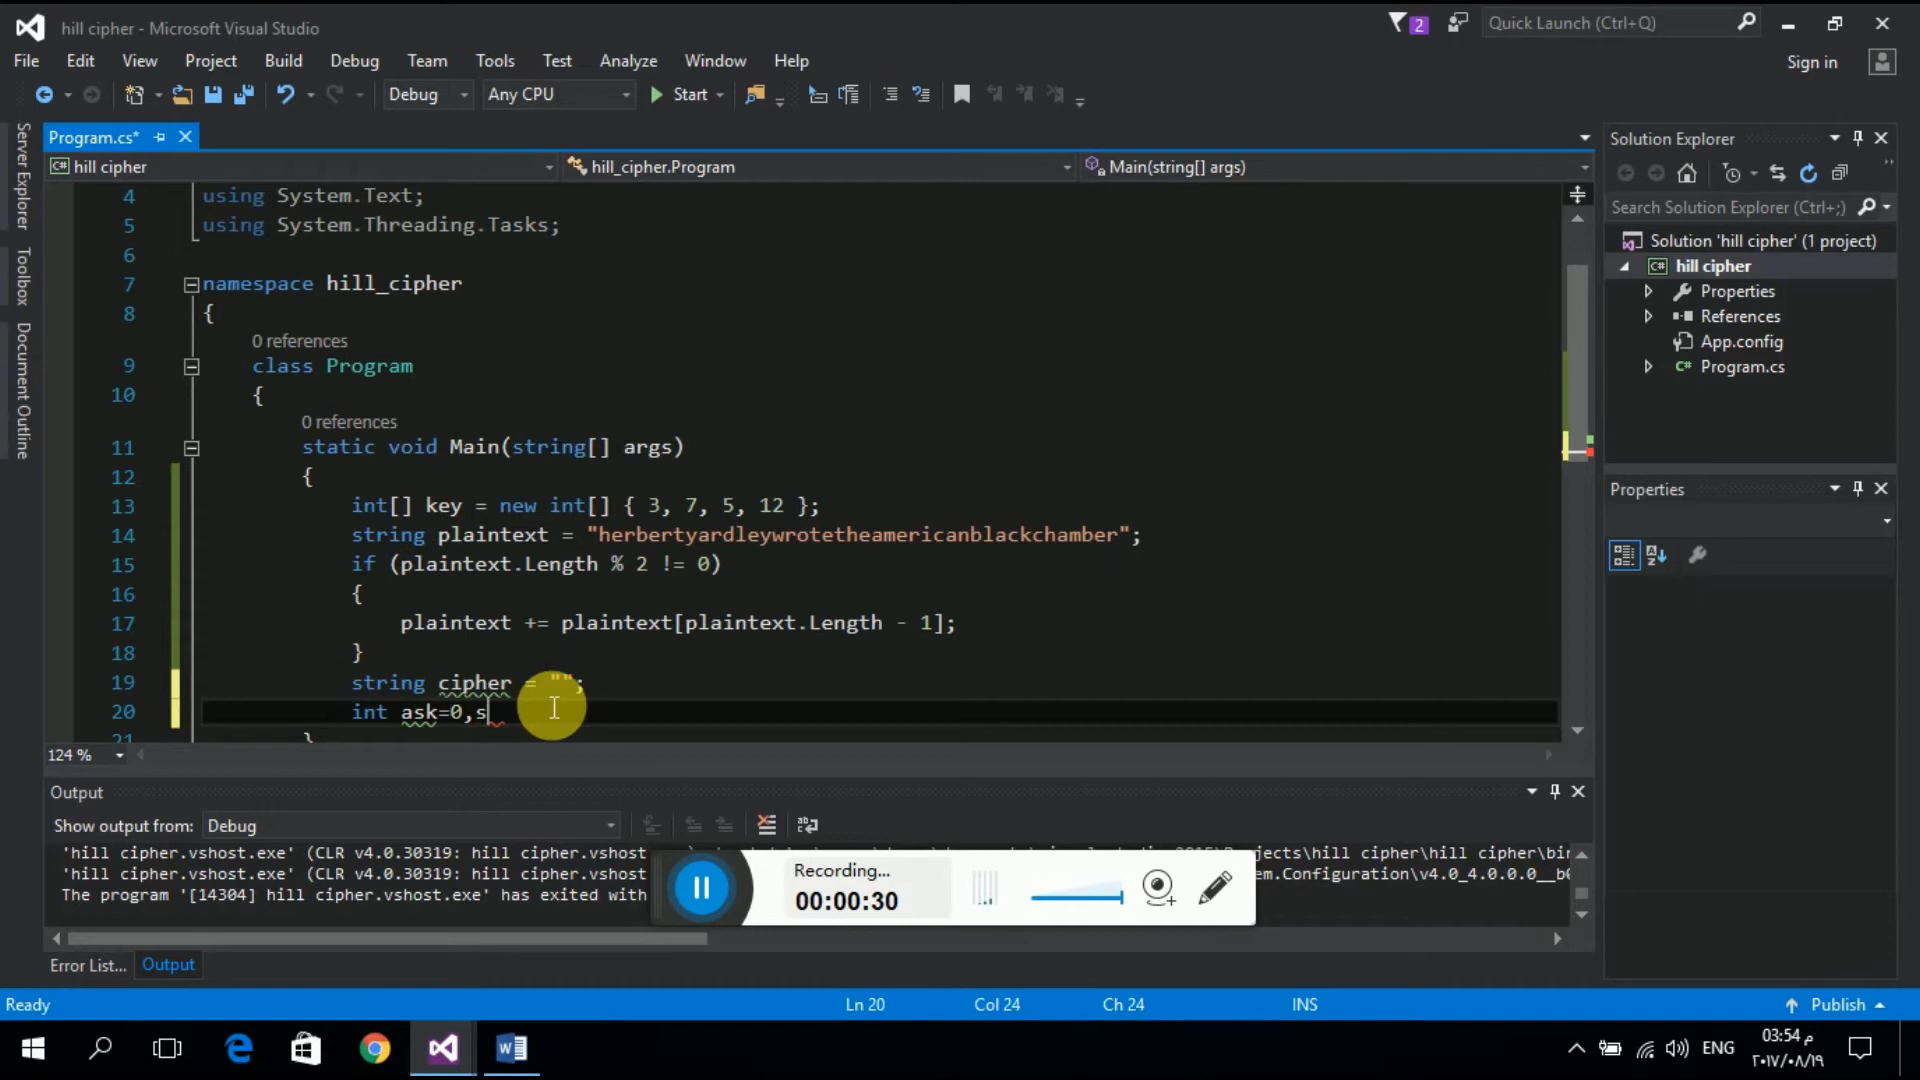 hill cipher - Microsoft Visual Studio
2
Quick Launch (Ctrl+Q)
File Edit View Project Build Debug Team Tools Test Analyze Window Help
Sign in
Debug Any CPU Start
Server Explorer
Toolbox
Document Outline
Program.cs*
hill cipher hill_cipher.Program Main(string[] args)
4 using System.Text;
5 using System.Threading.Tasks;
6
7 namespace hill_cipher
8 {
0 references
9 class Program
10 {
0 references
11 static void Main(string[] args)
12 {
13 int[] key = new int[] { 3, 7, 5, 12 };
14 string plaintext = "herbertyardleywrotetheamericanblackchamber";
15 if (plaintext.Length % 2 != 0)
16 {
17 plaintext += plaintext[plaintext.Length - 1];
18 }
19 string cipher = "";
20 int ask=0,s
21 }
124 %
Output
Show output from: Debug
'hill cipher.vshost.exe' (CLR v4.0.30319: hill cipher.vshost
Projects\hill cipher\hill cipher\bin
'hill cipher.vshost.exe' (CLR v4.0.30319: hill cipher.vshost
em.Configuration\v4.0_4.0.0.0__b0
The program '[14304] hill cipher.vshost.exe' has exited with
Recording...
00:00:30
Error List... Output
Solution Explorer
Search Solution Explorer (Ctrl+;)
Solution 'hill cipher' (1 project)
C# hill cipher
Properties
References
App.config
C# Program.cs
Properties
Ready Ln 20 Col 24 Ch 24 INS Publish
ENG
03:54 م
٢٠١٧/٠٨/١٩